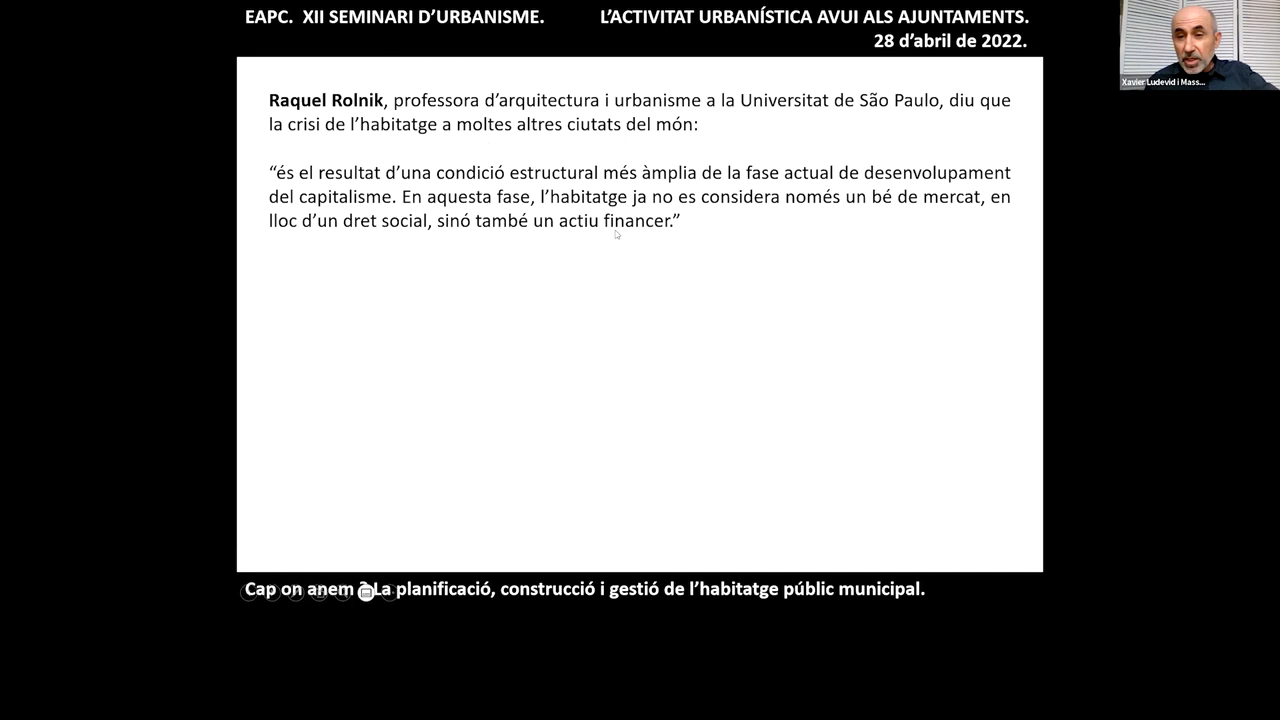 EAPC. XII SEMINARI D’URBANISME. L’ACTIVITAT URBANÍSTICA AVUI ALS AJUNTAMENTS.
28 d’abril de 2022.
Xavier Ludevid i Mass...
Raquel Rolnik, professora d’arquitectura i urbanisme a la Universitat de São Paulo, diu que
la crisi de l’habitatge a moltes altres ciutats del món:
“és el resultat d’una condició estructural més àmplia de la fase actual de desenvolupament
del capitalisme. En aquesta fase, l’habitatge ja no es considera només un bé de mercat, en
lloc d’un dret social, sinó també un actiu financer.”
Cap on anem ? La planificació, construcció i gestió de l’habitatge públic municipal.